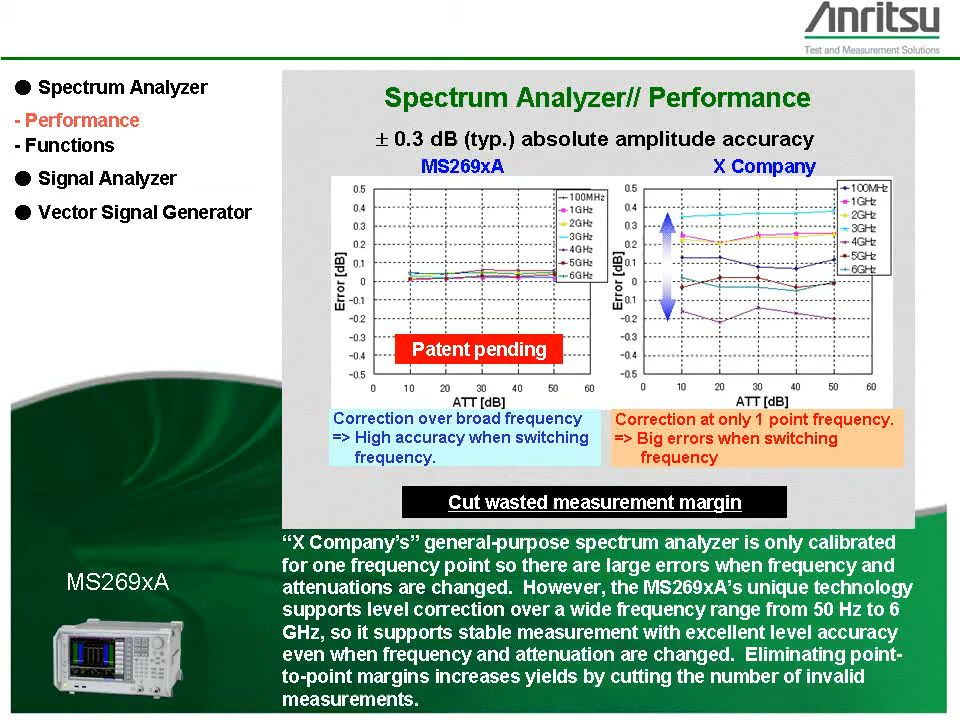 Anritsu
Test and Measurement Solutions
● Spectrum Analyzer
- Performance
- Functions
● Signal Analyzer
● Vector Signal Generator
Spectrum Analyzer// Performance
± 0.3 dB (typ.) absolute amplitude accuracy
MS269xA
0.5
0.4
0.3
0.2
0.1
0
-0.1
-0.2
-0.3
-0.4
-0.5
Error [dB]
0 10 20 30 40 50 60
ATT [dB]
100MHz
1GHz
2GHz
3GHz
4GHz
5GHz
6GHz
Patent pending
X Company
0.5
0.4
0.3
0.2
0.1
0
0.1
-0.2
-0.3
-0.4
-0.5
Error [dB]
0 10 20 30 40 50 60
ATT [dB]
100MHz
1GHz
2GHz
3GHz
4GHz
5GHz
6GHz
Correction over broad frequency
=> High accuracy when switching
frequency.
Correction at only 1 point frequency.
=> Big errors when switching
frequency
Cut wasted measurement margin
“X Company’s” general-purpose spectrum analyzer is only calibrated
for one frequency point so there are large errors when frequency and
attenuations are changed. However, the MS269xA’s unique technology
supports level correction over a wide frequency range from 50 Hz to 6
GHz, so it supports stable measurement with excellent level accuracy
even when frequency and attenuation are changed. Eliminating point-
to-point margins increases yields by cutting the number of invalid
measurements.
MS269xA